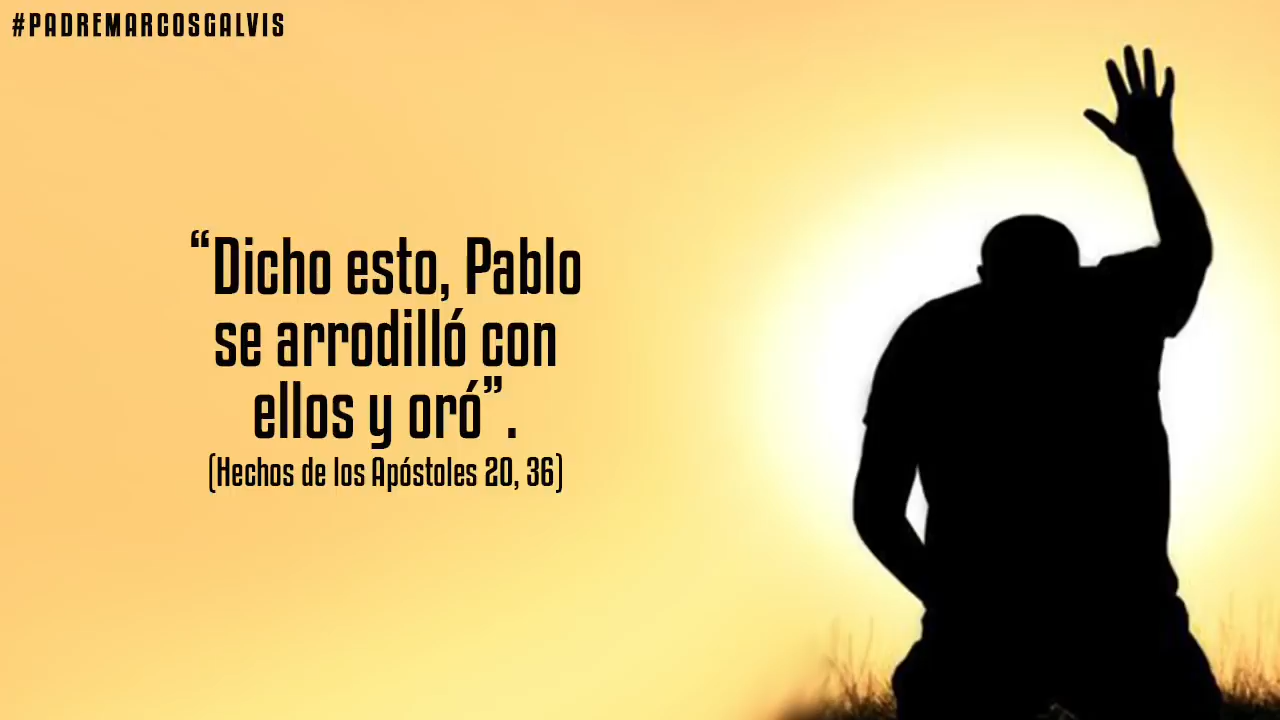 #PADREMARCOSGALVIS
“Dicho esto, Pablo
se arrodilló con
ellos y oró”.
(Hechos de los Apóstoles 20, 36)